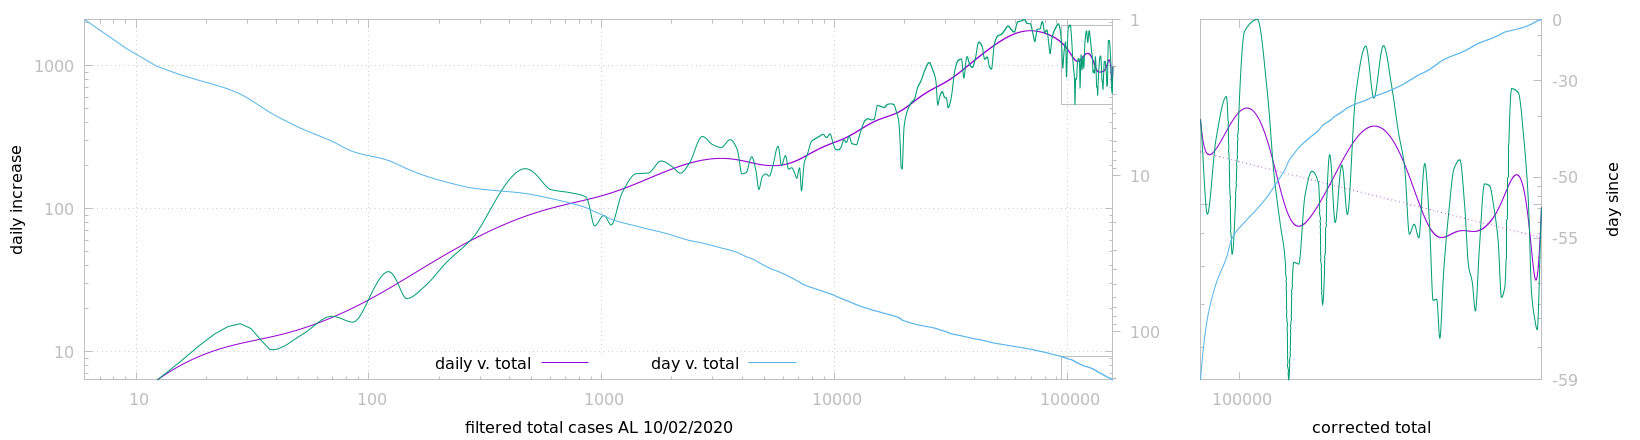 daily increase
1000
100
10
10
100
1000
10000
100000
filtered total cases AL 10/02/2020
daily v. total
day v. total
1
10
100
0
-30
-50
-55
-59
day since
100000
corrected total